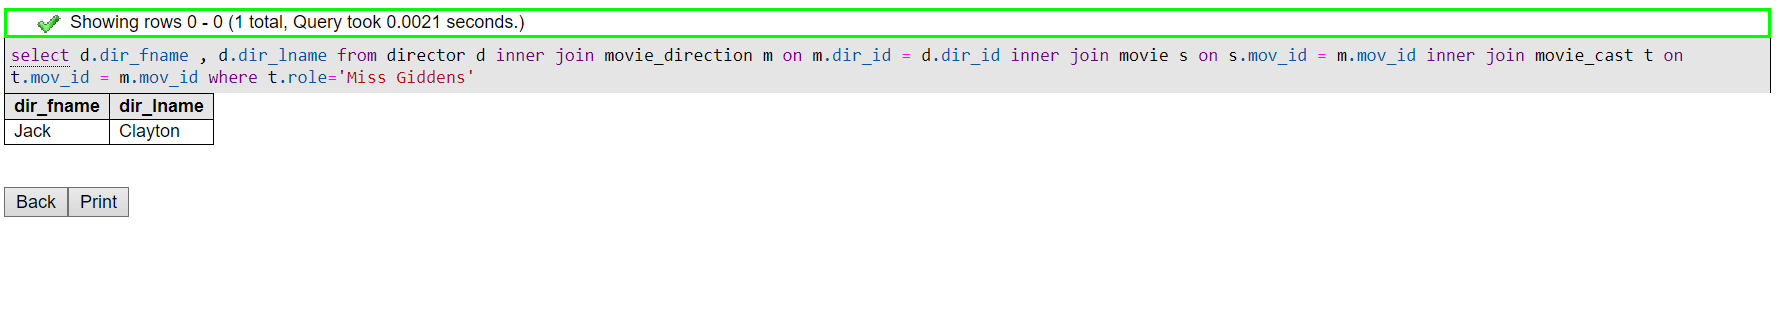 Showing rows 0 - 0 (1 total, Query took 0.0021 seconds.)
select d.dir_fname , d.dir_lname from director d inner join movie_direction m on m.dir_id = d.dir_id inner join movie s on s.mov_id = m.mov_id inner join movie_cast t on
t.mov_id = m.mov_id where t.role='Miss Giddens'
dir_fname dir_lname
Jack Clayton
Back Print